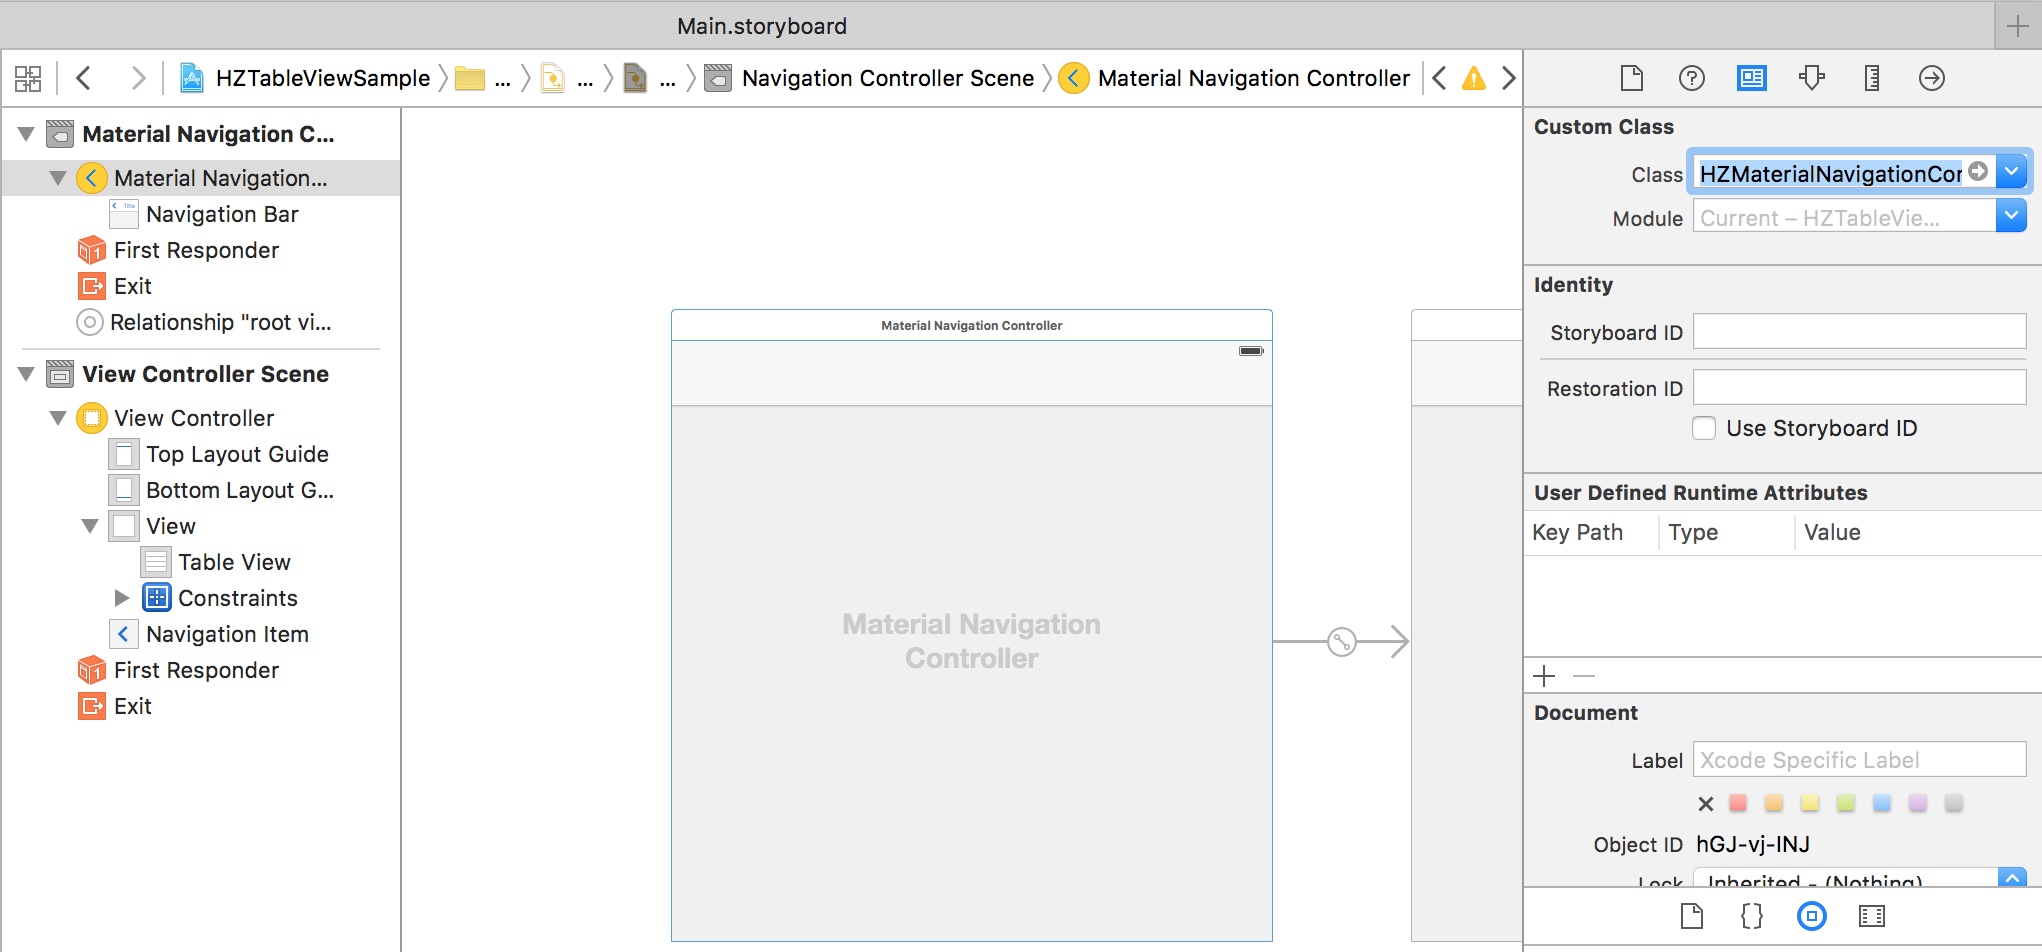 Main.storyboard
HZTableViewSample ... ... ... Navigation Controller Scene Material Navigation Controller
Material Navigation C...
Material Navigation...
Navigation Bar
First Responder
Exit
Relationship "root vi...
View Controller Scene
View Controller
Top Layout Guide
Bottom Layout G...
View
Table View
Constraints
Navigation Item
First Responder
Exit
Material Navigation Controller
Material Navigation
Controller
Custom Class
Class HZMaterialNavigationCor
Module Current – HZTableVie...
Identity
Storyboard ID
Restoration ID
Use Storyboard ID
User Defined Runtime Attributes
Key Path Type Value
Document
Label Xcode Specific Label
Object ID hGJ-vj-INJ
Lock Inherited - (Nothing)